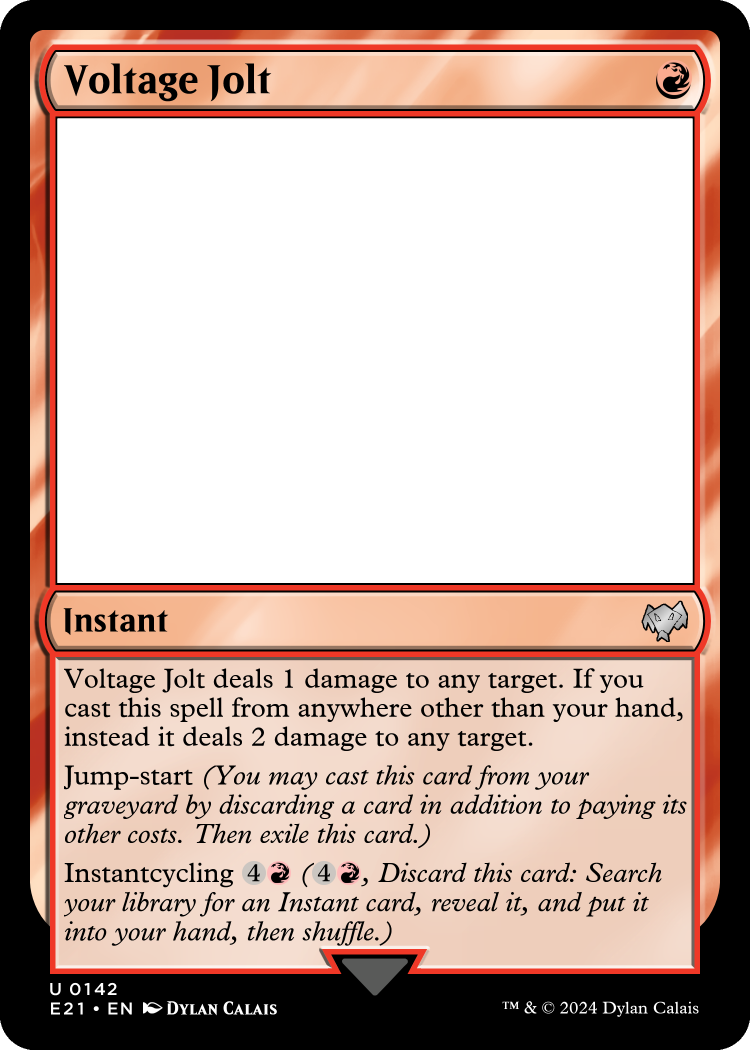 Voltage Jolt
Instant
Voltage Jolt deals 1 damage to any target. If you
cast this spell from anywhere other than your hand,
instead it deals 2 damage to any target.
Jump-start (You may cast this card from your
graveyard by discarding a card in addition to paying its
other costs. Then exile this card.)
Instantcycling 4 (4, Discard this card: Search
your library for an Instant card, reveal it, and put it
into your hand, then shuffle.)
U 0142
E21 • EN DYLAN CALAIS
™ & © 2024 Dylan Calais